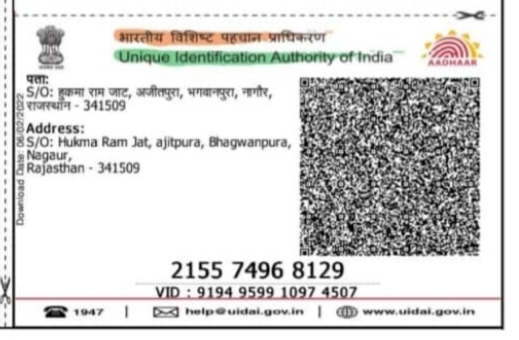 भारतीय विशिष्ट पहचान प्राधिकरण
Unique Identification Authority of India
AADHAAR
पता:
S/O: हुकमा राम जाट, अजीतपुरा, भगवानपुरा, नागौर,
राजस्थान - 341509
Address:
S/O: Hukma Ram Jat, ajitpura, Bhagwanpura,
Nagaur,
Rajasthan - 341509
Download Date: 06/02/2022
2155 7496 8129
VID : 9194 9599 1097 4507
1947 | help@uidai.gov.in | www.uidai.gov.in